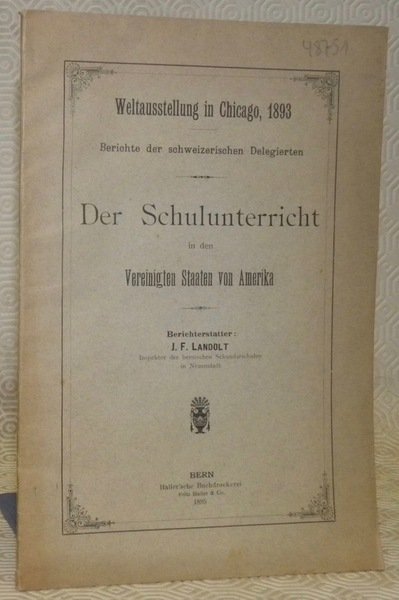 48751
Weltausstellung in Chicago, 1893
Berichte der schweizerischen Delegierten
Der Schulunterricht
in den
Vereinigten Staaten von Amerika
Berichterstatter:
J. F. LANDOLT
Inspektor der bernischen Sekundarschulen
in Neuenstadt
BERN
Haller'sche Buchdruckerei
Fritz Haller & Co.
1895